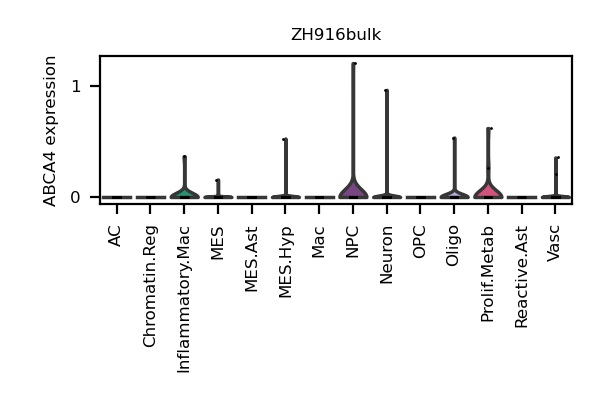 ZH916bulk
ABCA4 expression
1
0
AC
Chromatin.Reg
Inflammatory.Mac
MES
MES.Ast
MES.Hyp
Mac
NPC
Neuron
OPC
Oligo
Prolif.Metab
Reactive.Ast
Vasc